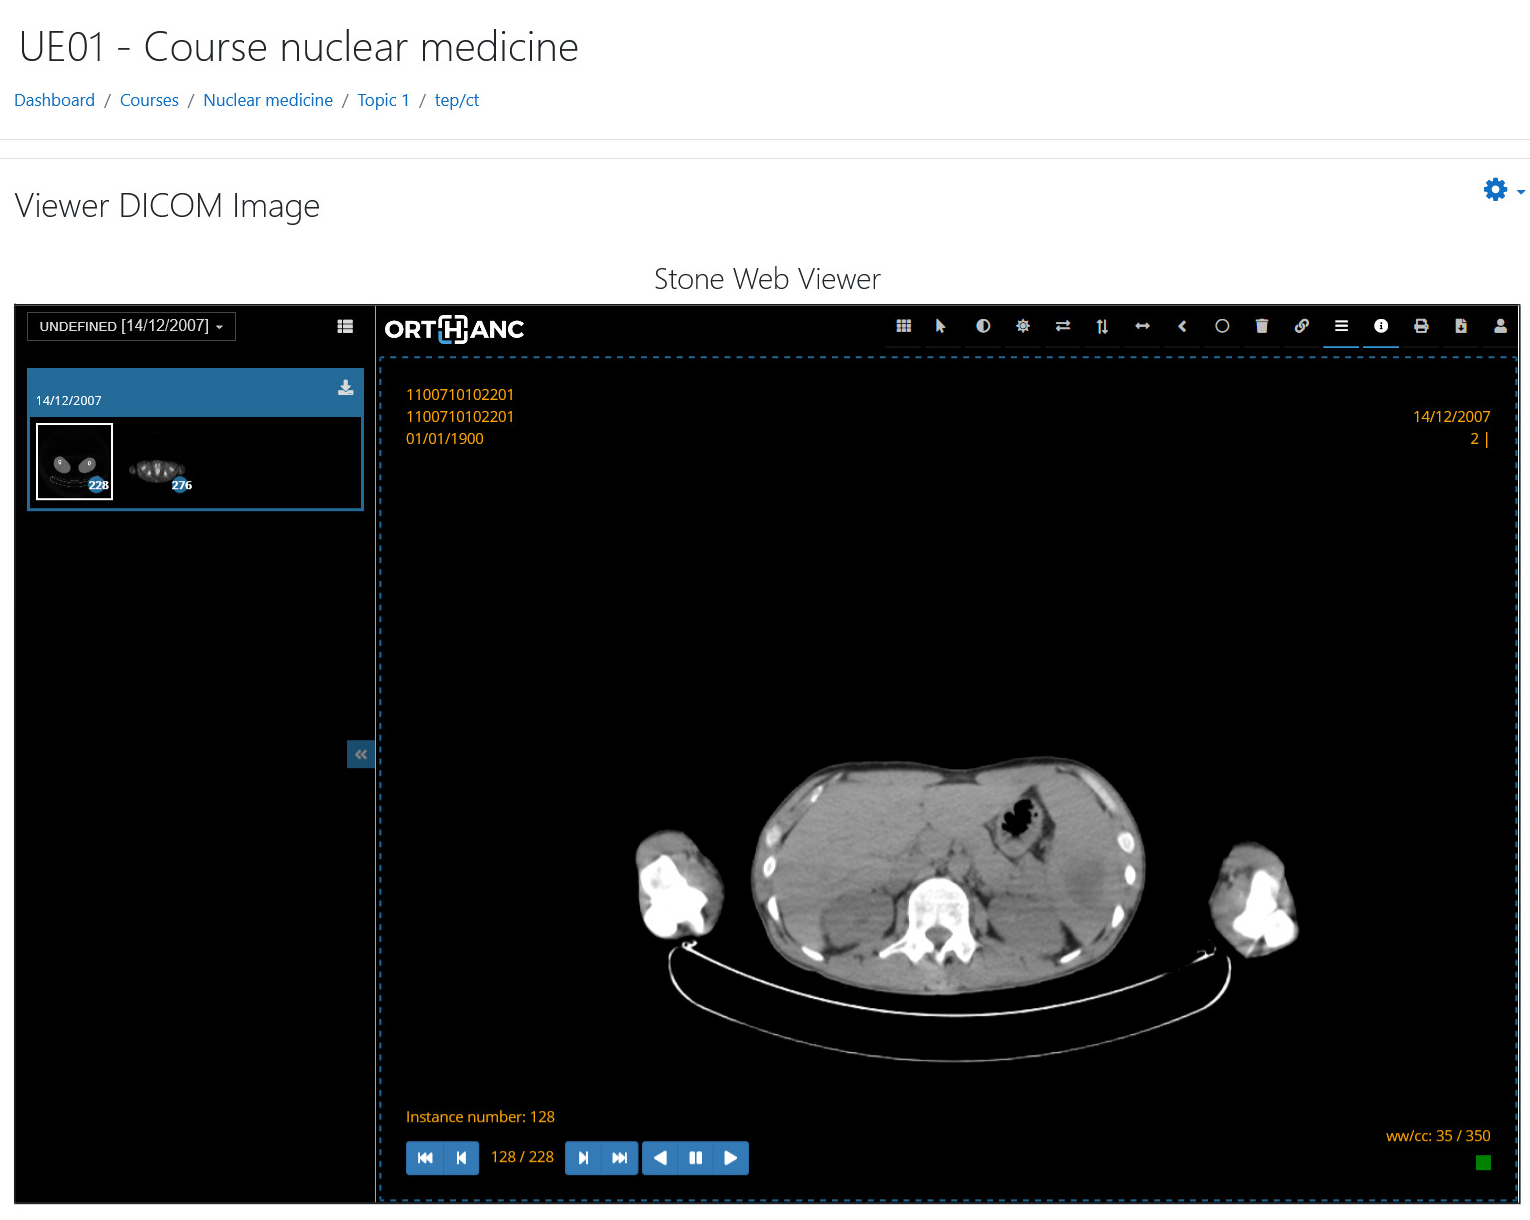 UE01 - Course nuclear medicine
Dashboard / Courses / Nuclear medicine / Topic 1 / tep/ct
Viewer DICOM Image
Stone Web Viewer
UNDEFINED [14/12/2007]
ORTHANC
14/12/2007
228
276
1100710102201
1100710102201
01/01/1900
14/12/2007
2 |
Instance number: 128
128 / 228
ww/cc: 35 / 350